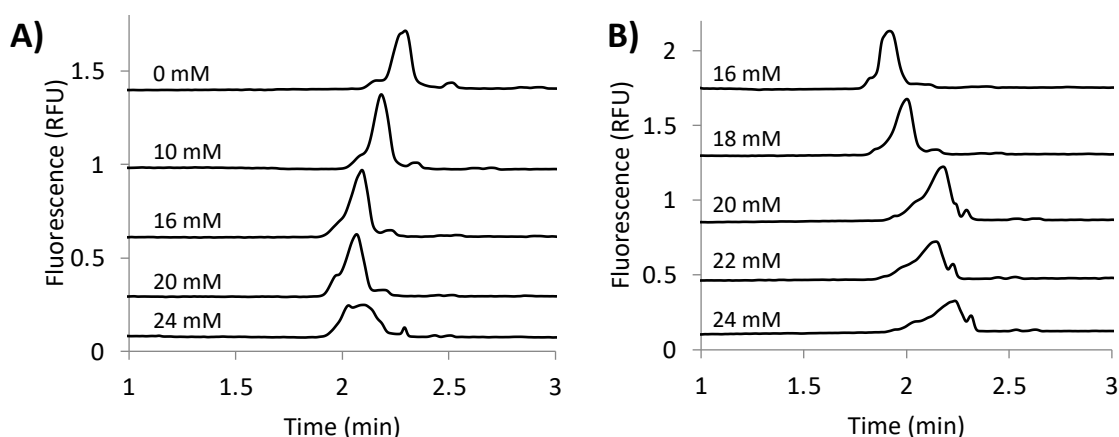 A)
Fluorescence (RFU)
1.5
1
0.5
0
0 mM
10 mM
16 mM
20 mM
24 mM
1 1.5 2 2.5 3
Time (min)
B)
Fluorescence (RFU)
2
1.5
1
0.5
0
16 mM
18 mM
20 mM
22 mM
24 mM
1 1.5 2 2.5 3
Time (min)